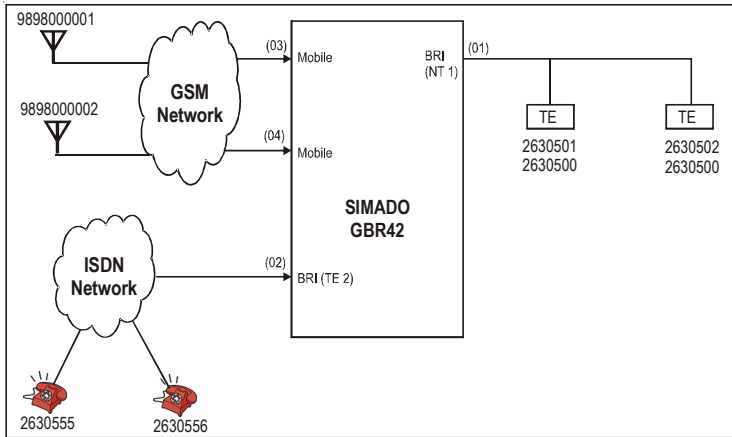 9898000001
(03)
Mobile
BRI
(NT 1)
(01)
GSM
Network
9898000002
(04)
Mobile
TE
TE
2630501
2630500
2630502
2630500
SIMADO
GBR42
ISDN
Network
(02)
BRI (TE 2)
2630555
2630556